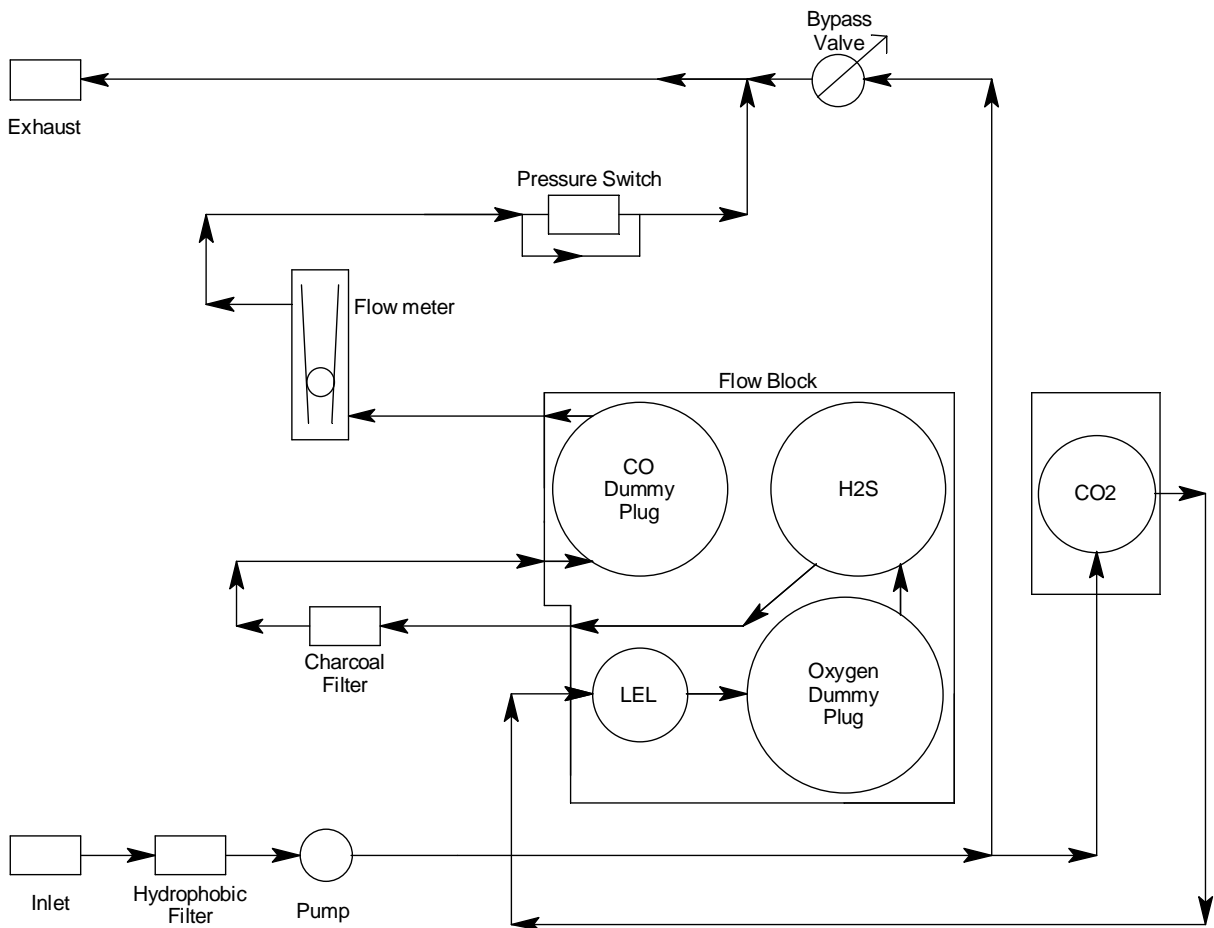 Bypass
Valve
Exhaust
Pressure Switch
Flow meter
Flow Block
CO
Dummy
Plug
H2S
CO2
Charcoal
Filter
LEL
Oxygen
Dummy
Plug
Inlet
Hydrophobic
Filter
Pump